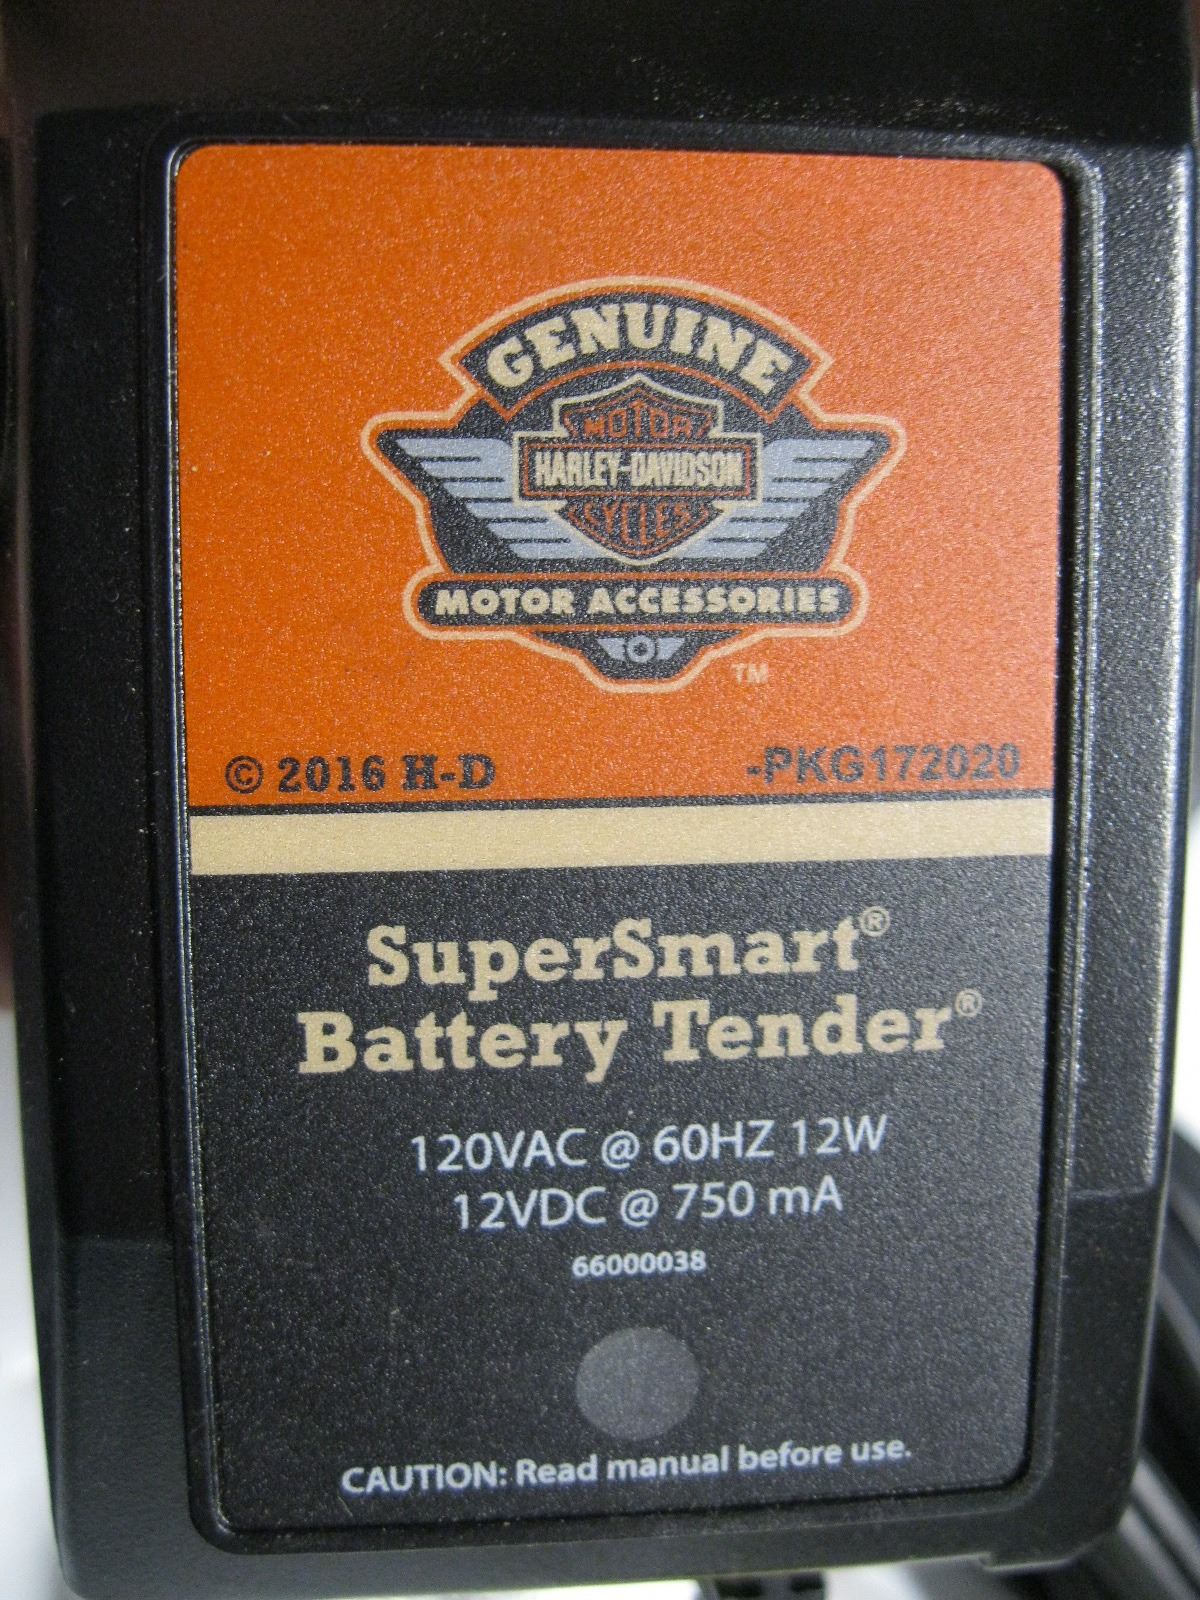 GENUINE
MOTOR
HARLEY-DAVIDSON
CYCLES
MOTOR ACCESSORIES
TM
© 2016 H-D -PKG172020
SuperSmart®
Battery Tender®
120VAC @ 60HZ 12W
12VDC @ 750 mA
66000038
CAUTION: Read manual before use.